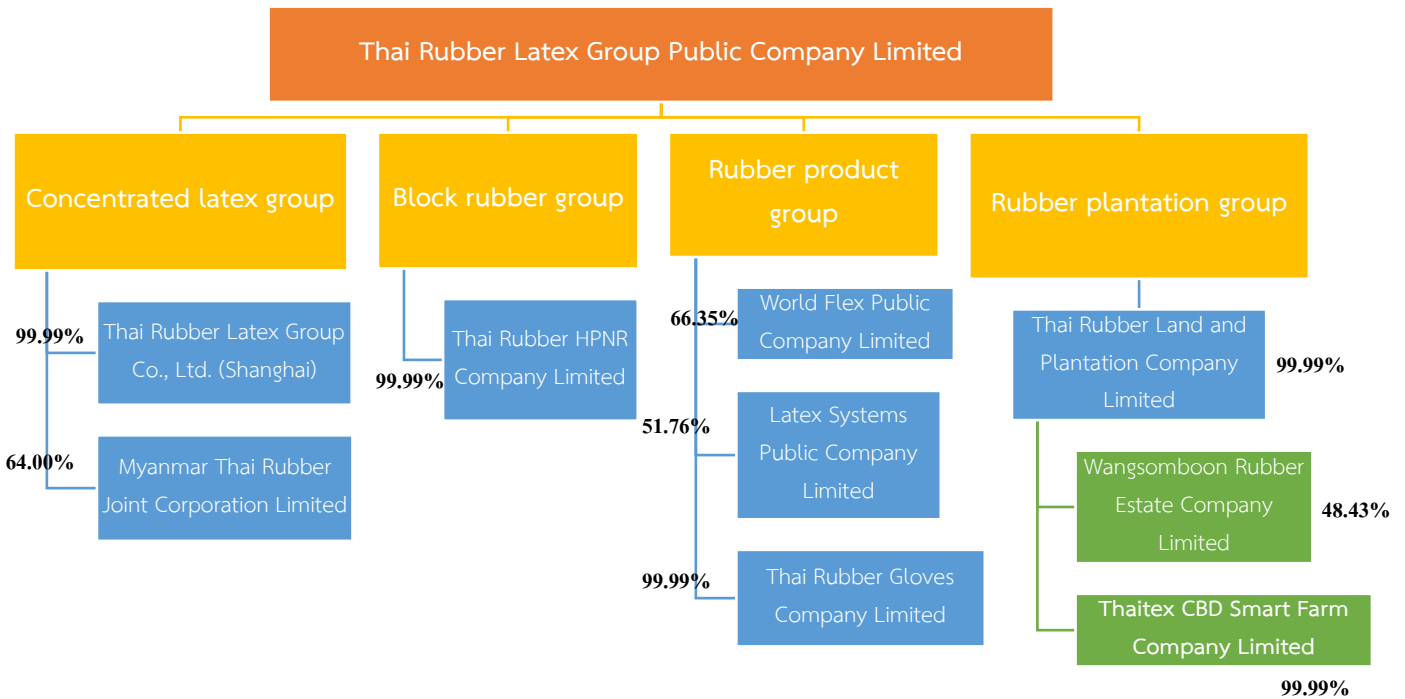 Thai Rubber Latex Group Public Company Limited
Concentrated latex group
99.99%
Thai Rubber Latex Group
Co., Ltd. (Shanghai)
64.00%
Myanmar Thai Rubber
Joint Corporation Limited
Block rubber group
99.99%
Thai Rubber HPNR
Company Limited
Rubber product
group
66.35%
World Flex Public
Company Limited
51.76%
Latex Systems
Public Company
Limited
99.99%
Thai Rubber Gloves
Company Limited
Rubber plantation group
Thai Rubber Land and
Plantation Company
Limited
99.99%
Wangsomboon Rubber
Estate Company
Limited
48.43%
Thaitex CBD Smart Farm
Company Limited
99.99%